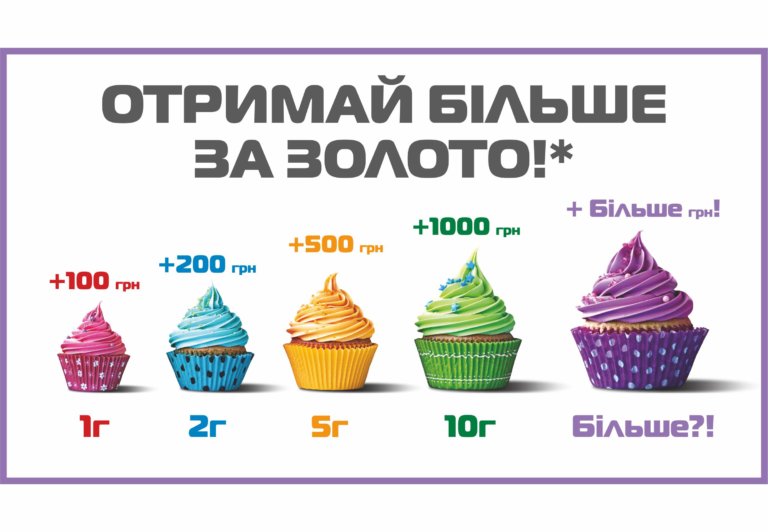 ОТРИМАЙ БІЛЬШЕ
ЗА ЗОЛОТО!*
+100 грн
+200 грн
+500 грн
+1000 грн
+ Більше грн!
1г
2г
5г
10г
Більше?!